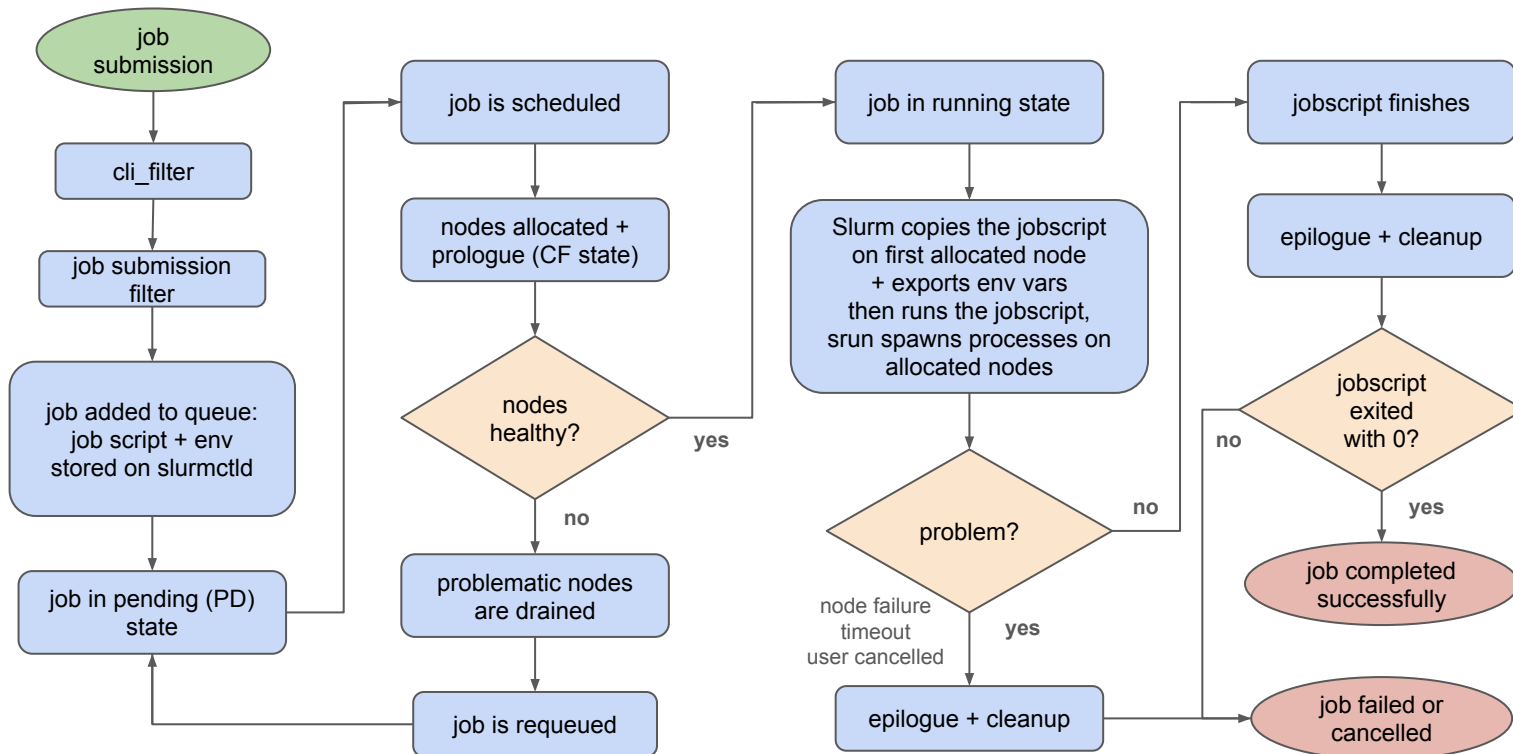 job
submission
cli_filter
job submission
filter
job added to queue:
job script + env
stored on slurmctld
job in pending (PD)
state
job is scheduled
nodes allocated +
prologue (CF state)
nodes
healthy?
yes
no
problematic nodes
are drained
job is requeued
job in running state
Slurm copies the jobscript
on first allocated node
+ exports env vars
then runs the jobscript,
srun spawns processes on
allocated nodes
problem?
no
node failure
timeout
user cancelled
yes
epilogue + cleanup
jobscript finishes
epilogue + cleanup
jobscript
exited
with 0?
no
yes
job completed
successfully
job failed or
cancelled